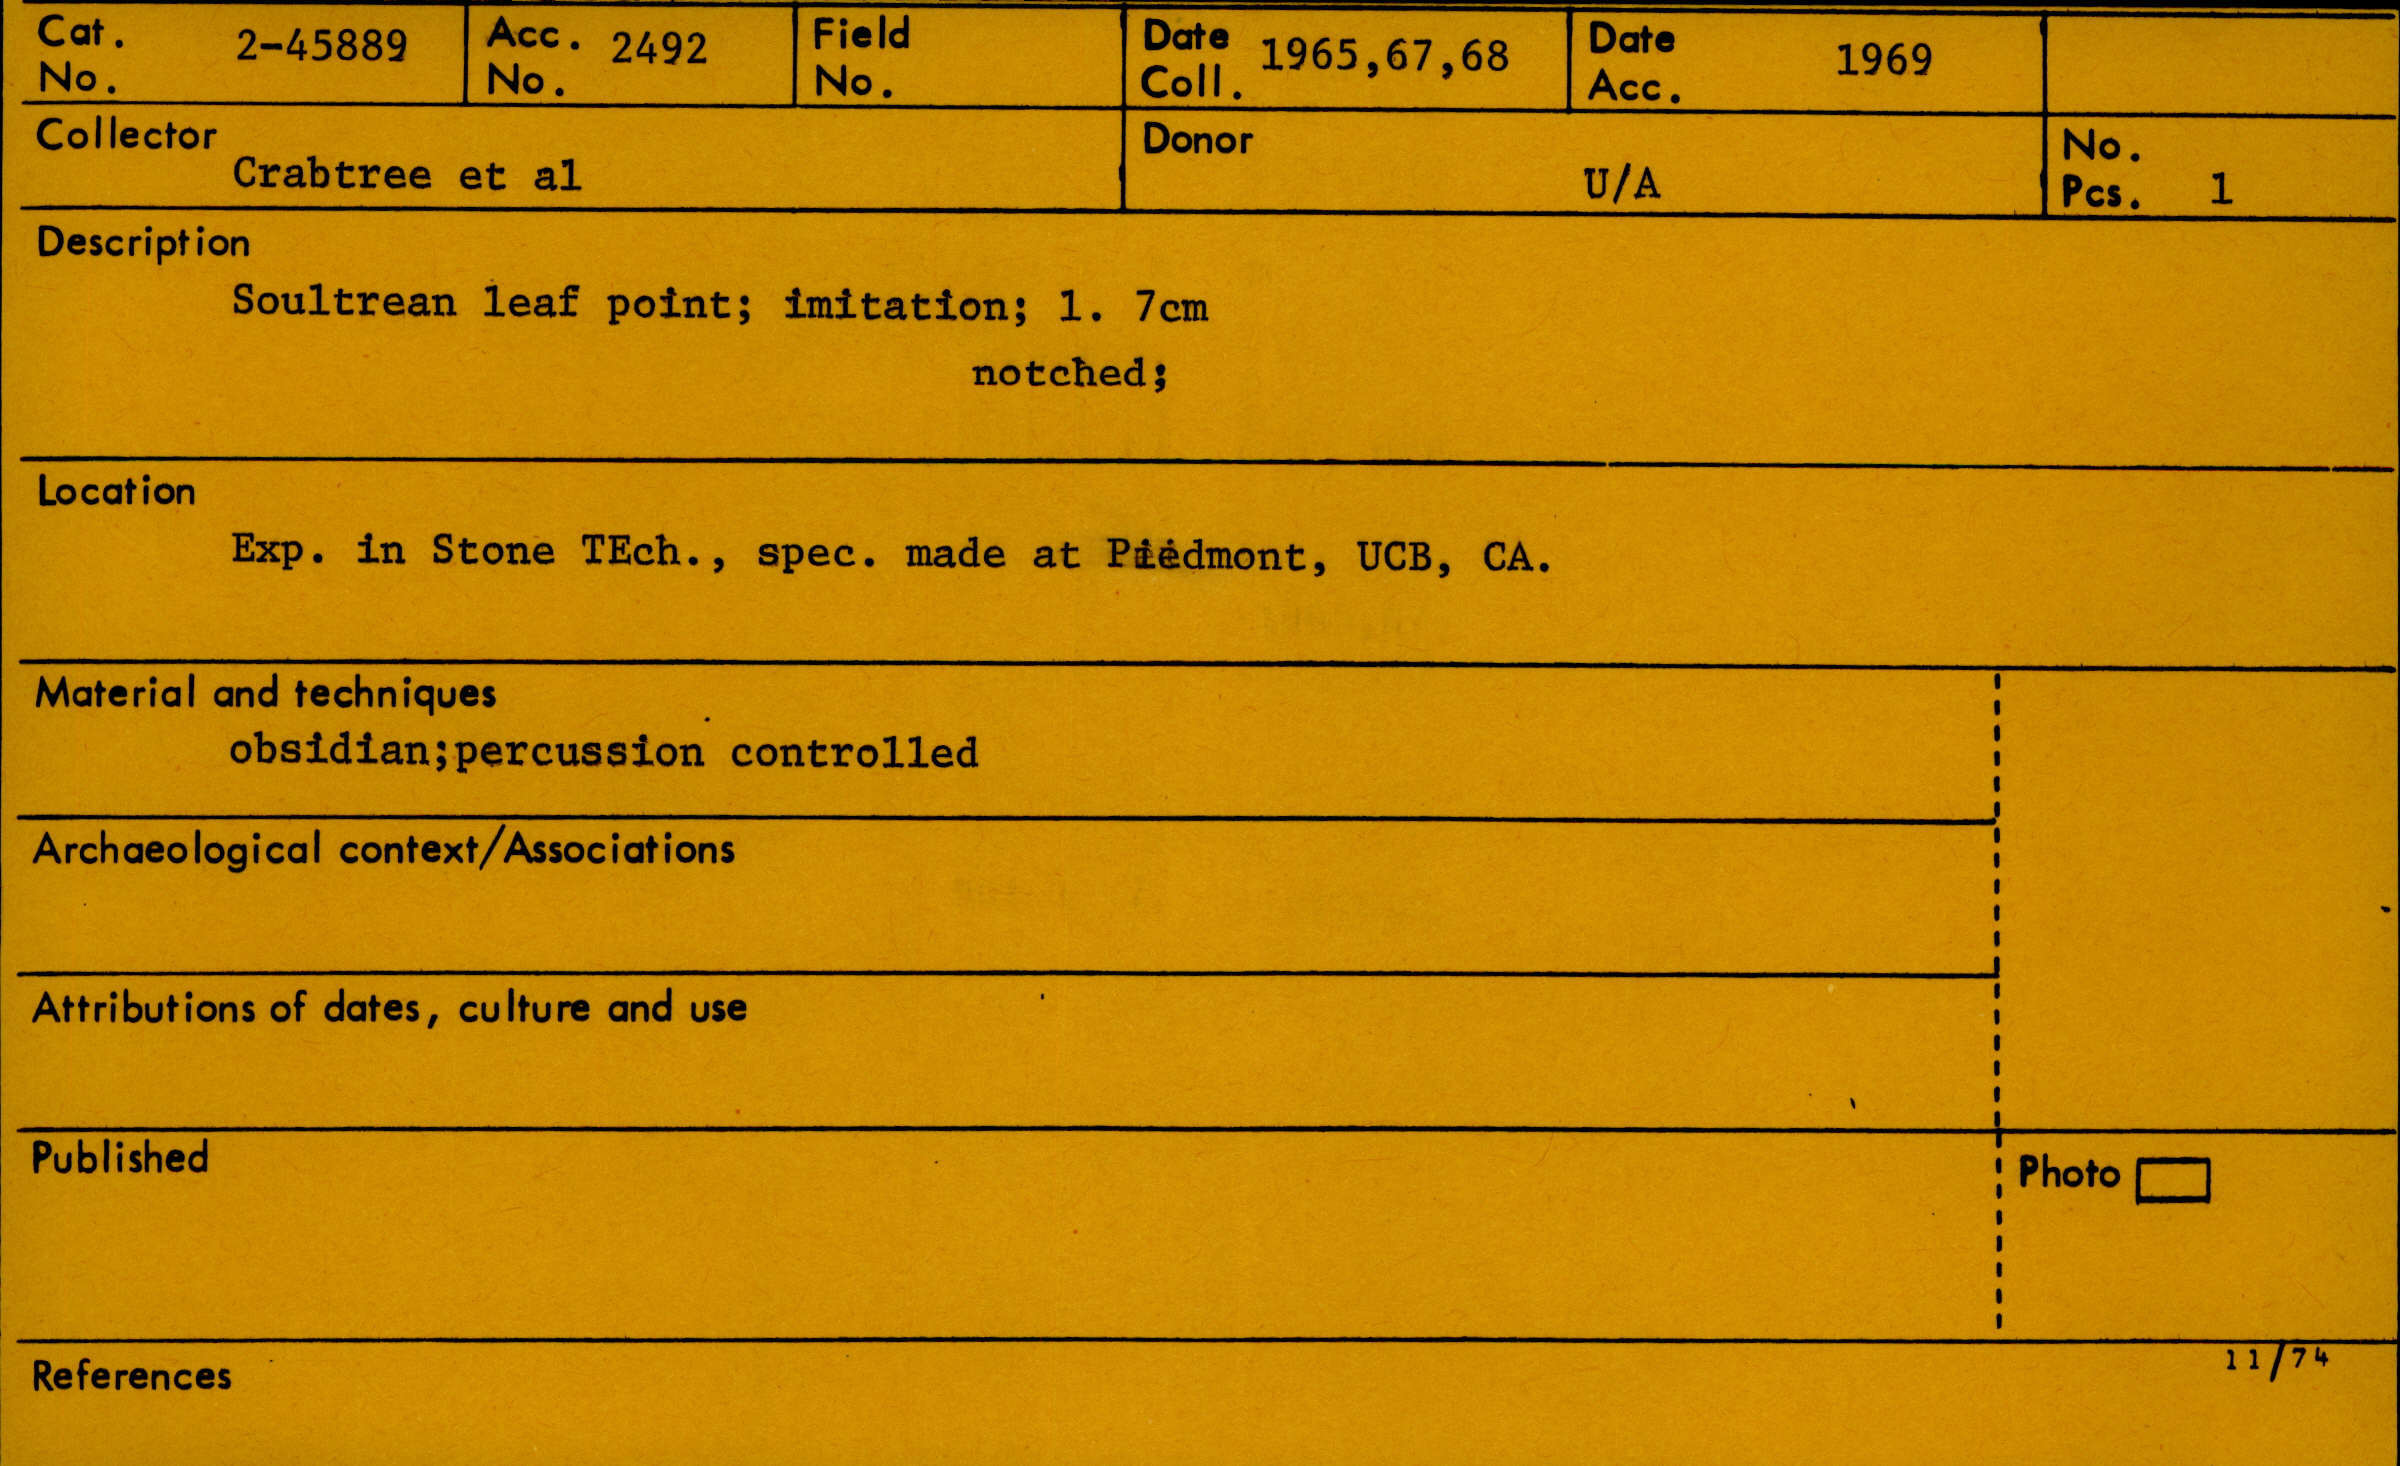 Cat. No. 2-45889 Acc. No. 2492 Field No. Date Coll. 1965,67,68 Date Acc. 1969
Collector Donor No. Pcs. 1
Crabtree et al U/A
Description
Soultrean leaf point; imitation; l. 7cm
notched;
Location
Exp. in Stone TEch., spec. made at Piedmont, UCB, CA.
Material and techniques
obsidian;percussion controlled
Archaeological context/Associations
Attributions of dates, culture and use
Published
Photo
References
11/74